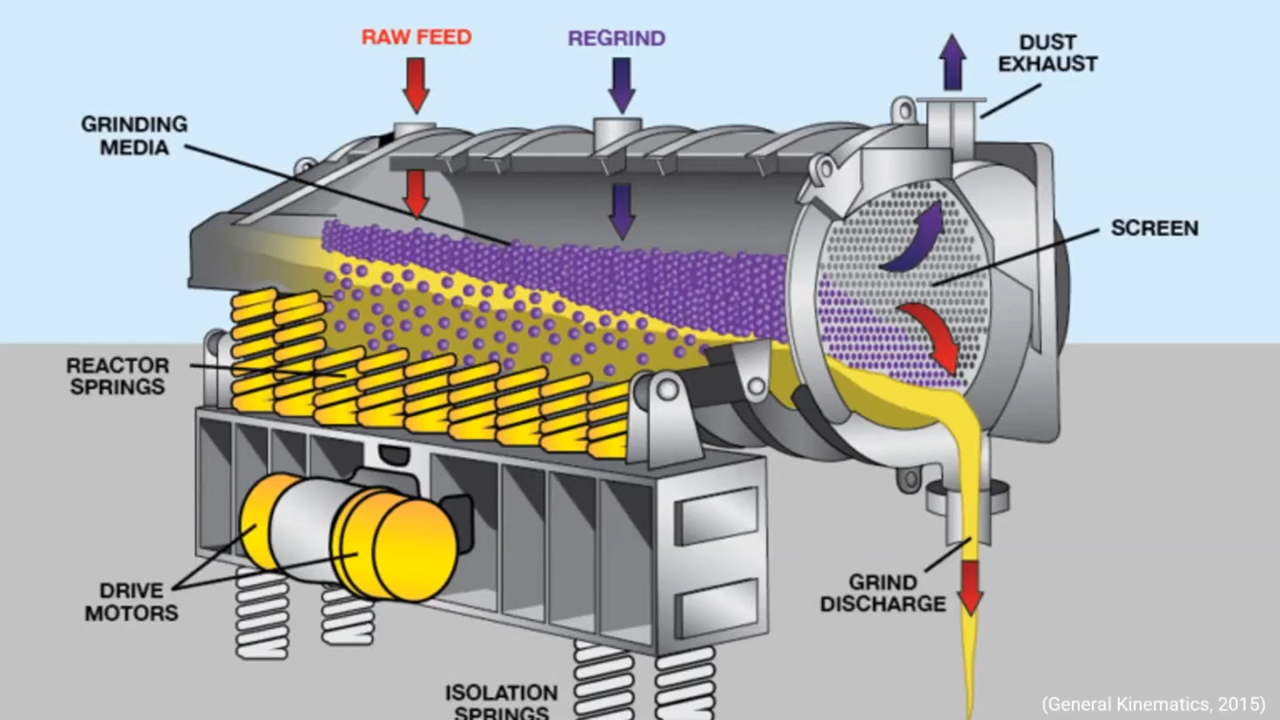 RAW FEED
REGRIND
DUST
EXHAUST
GRINDING
MEDIA
SCREEN
REACTOR
SPRINGS
DRIVE
MOTORS
GRIND
DISCHARGE
ISOLATION
SPRINGS
(General Kinematics, 2015)